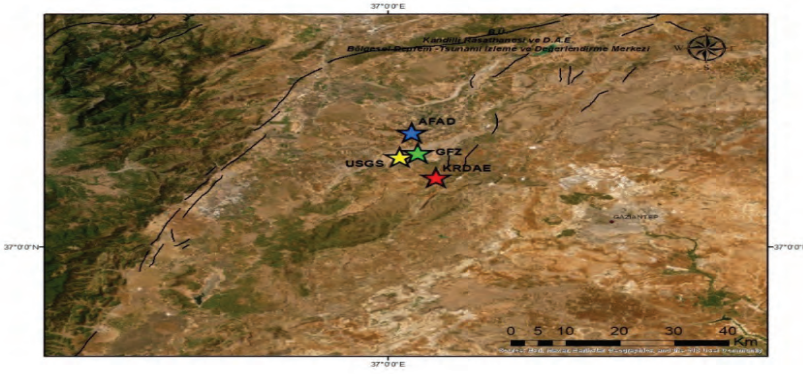 37°0'0"E
B.Ü.
Kandilli Rasathanesi ve D.A.E.
Bölgesel Deprem -Tsunami İzleme ve Değerlendirme Merkezi
N
W
S
AFAD
GFZ
USGS
KRDAE
GAZİANTEP
37°0'0"N
37°0'0"N
0 5 10 20 30 40
Km
37°0'0"E